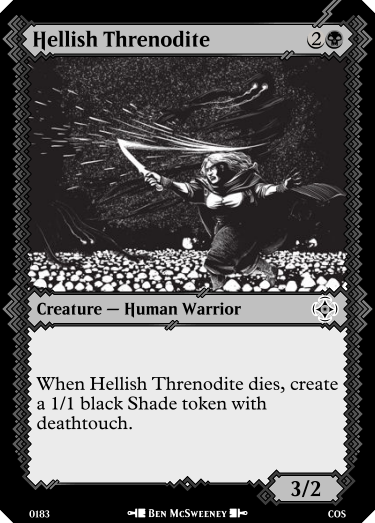 Hellish Threnodite 2
Creature — Human Warrior
When Hellish Threnodite dies, create
a 1/1 black Shade token with
deathtouch.
3/2
0183 Ben McSweeney COS